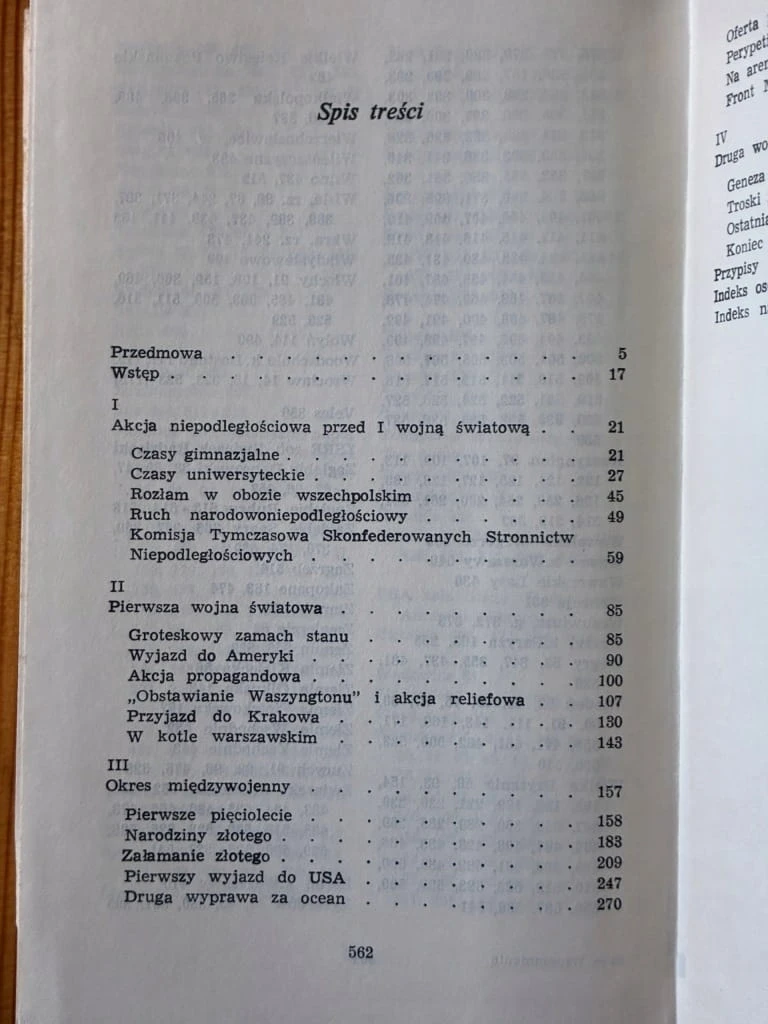 Spis treści
Przedmowa . . . . . . . . . . . . . 5
Wstęp . . . . . . . . . . . . . . . 17
I
Akcja niepodległościowa przed I wojną światową . . 21
Czasy gimnazjalne . . . . . . . . . . . 21
Czasy uniwersyteckie . . . . . . . . . . 27
Rozłam w obozie wszechpolskim . . . . . . 45
Ruch narodowoniepodległościowy . . . . . . 49
Komisja Tymczasowa Skonfederowanych Stronnictw
Niepodległościowych . . . . . . . . . . 59
II
Pierwsza wojna światowa . . . . . . . . . 85
Groteskowy zamach stanu . . . . . . . . 85
Wyjazd do Ameryki . . . . . . . . . . 90
Akcja propagandowa . . . . . . . . . . 100
„Obstawianie Waszyngtonu” i akcja reliefowa . . 107
Przyjazd do Krakowa . . . . . . . . . 130
W kotle warszawskim . . . . . . . . . 143
III
Okres międzywojenny . . . . . . . . . . 157
Pierwsze pięciolecie . . . . . . . . . . 158
Narodziny złotego . . . . . . . . . . . 183
Załamanie złotego . . . . . . . . . . . 209
Pierwszy wyjazd do USA . . . . . . . . 247
Druga wyprawa za ocean . . . . . . . . 270
562
Oferta
Na
Front
IV
Druga
Geneza
Troski
Koniec
Przypisy
Indeks
Indeks